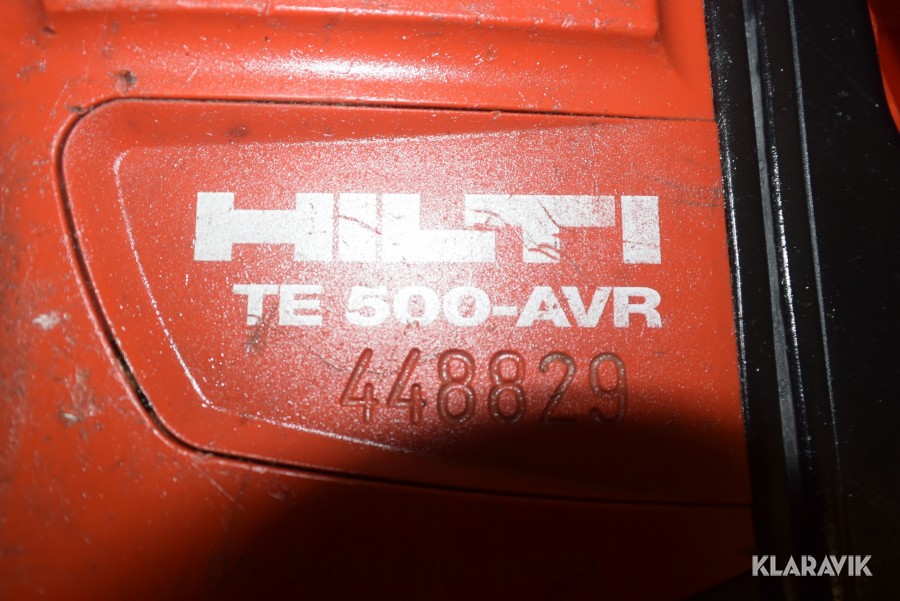 HILTI
TE 500-AVR
448829
KLARAVIK